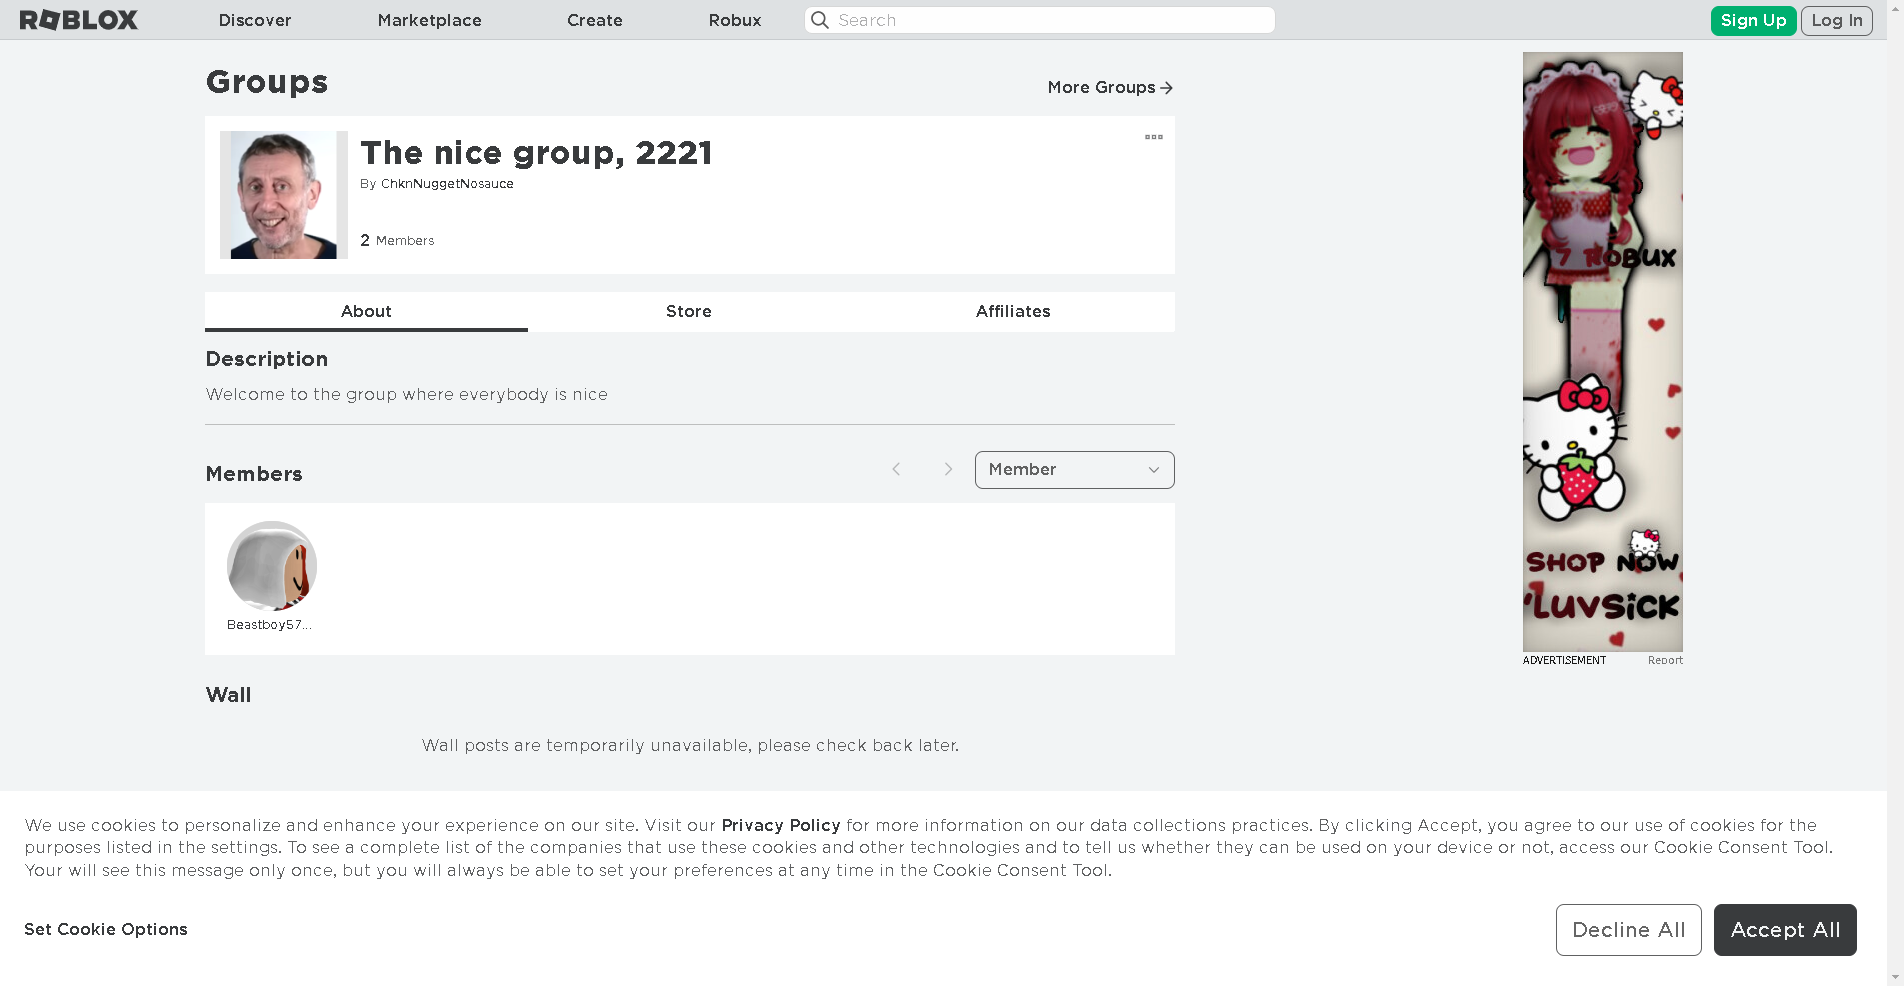 ROBLOX
Discover
Marketplace
Create
Robux
Search
Sign Up
Log In
Groups
More Groups
The nice group, 2221
By ChknNuggetNosauce
2 Members
About
Store
Affiliates
Description
Welcome to the group where everybody is nice
Members
Member
Beastboy57...
Wall
Wall posts are temporarily unavailable, please check back later.
7 ROBUX
SHOP NOW
LUVSiCK
ADVERTISEMENT
Report
We use cookies to personalize and enhance your experience on our site. Visit our Privacy Policy for more information on our data collections practices. By clicking Accept, you agree to our use of cookies for the
purposes listed in the settings. To see a complete list of the companies that use these cookies and other technologies and to tell us whether they can be used on your device or not, access our Cookie Consent Tool.
Your will see this message only once, but you will always be able to set your preferences at any time in the Cookie Consent Tool.
Set Cookie Options
Decline All
Accept All